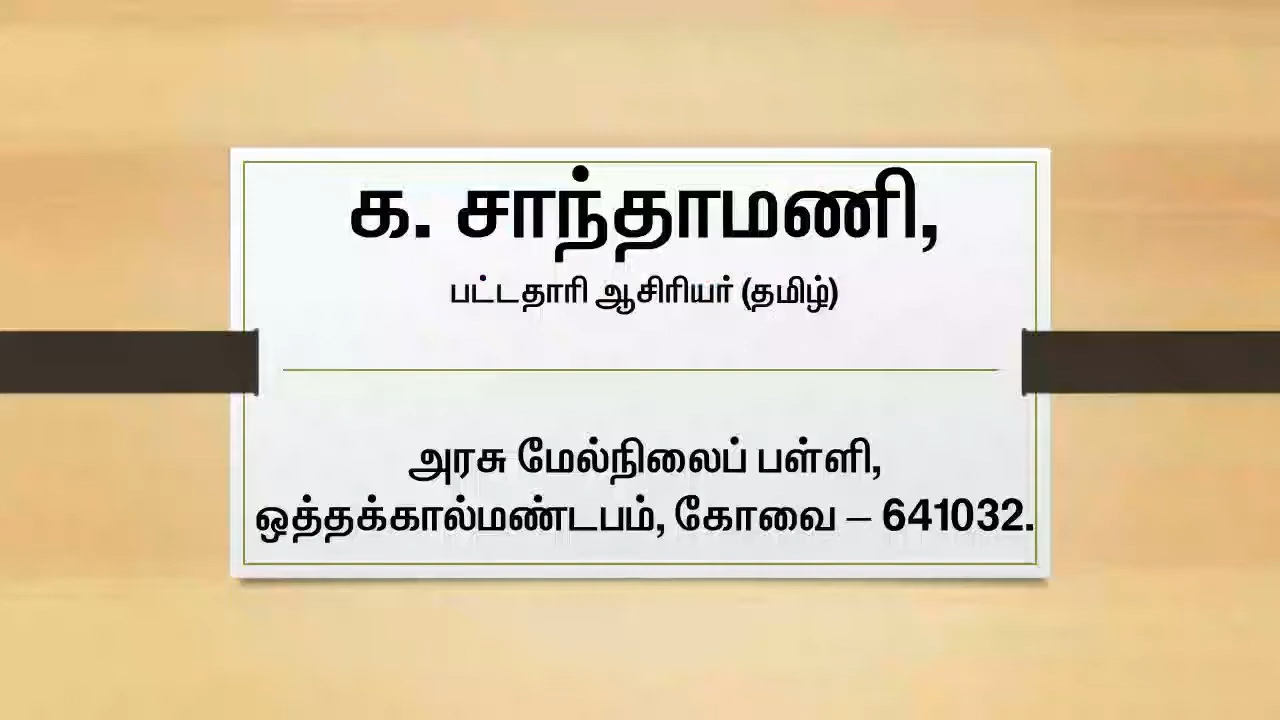 க. சாந்தாமணி,
பட்டதாரி ஆசிரியர் (தமிழ்)
அரசு மேல்நிலைப் பள்ளி,
ஒத்தக்கால்மண்டபம், கோவை – 641032.